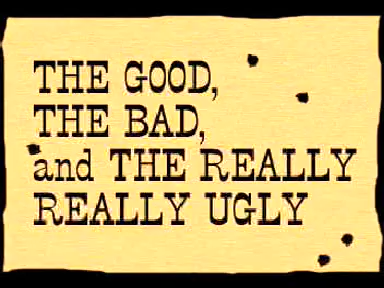 THE GOOD,
THE BAD,
and THE REALLY
REALLY UGLY